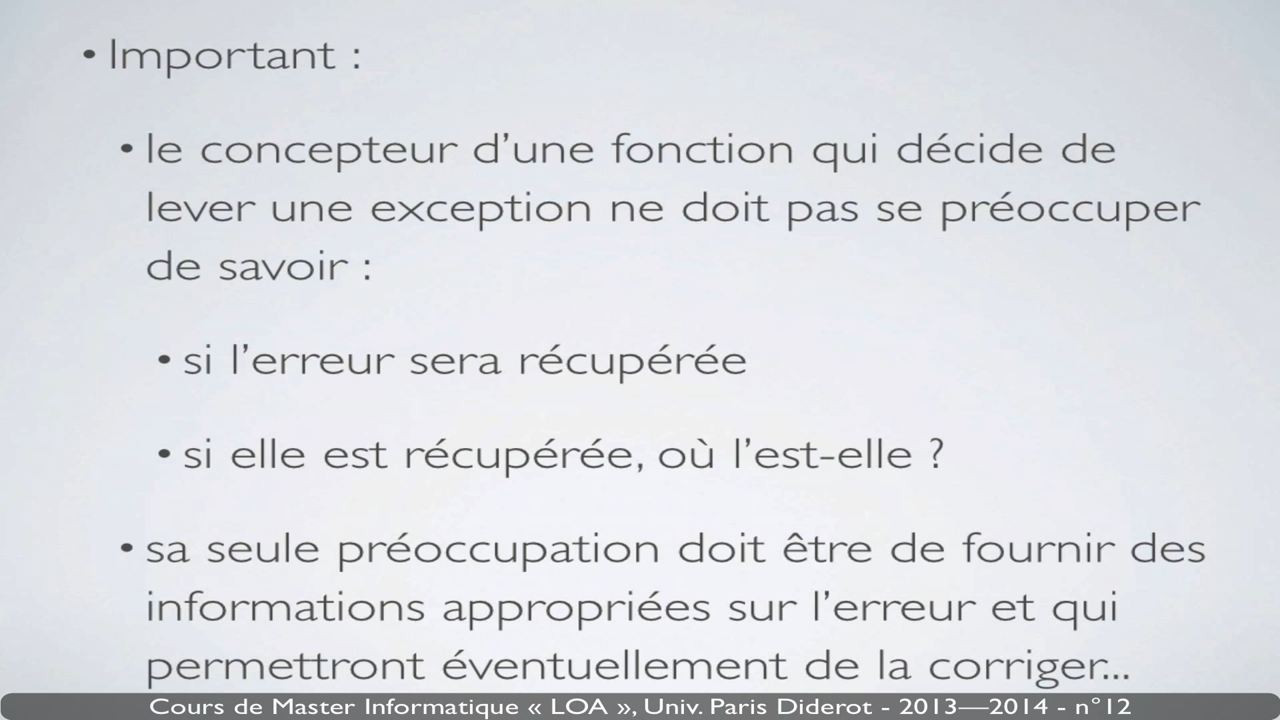 • Important :
• le concepteur d’une fonction qui décide de
lever une exception ne doit pas se préoccuper
de savoir :
• si l’erreur sera récupérée
• si elle est récupérée, où l’est-elle ?
• sa seule préoccupation doit être de fournir des
informations appropriées sur l’erreur et qui
permettront éventuellement de la corriger...
Cours de Master Informatique « LOA », Univ. Paris Diderot - 2013—2014 - n°12